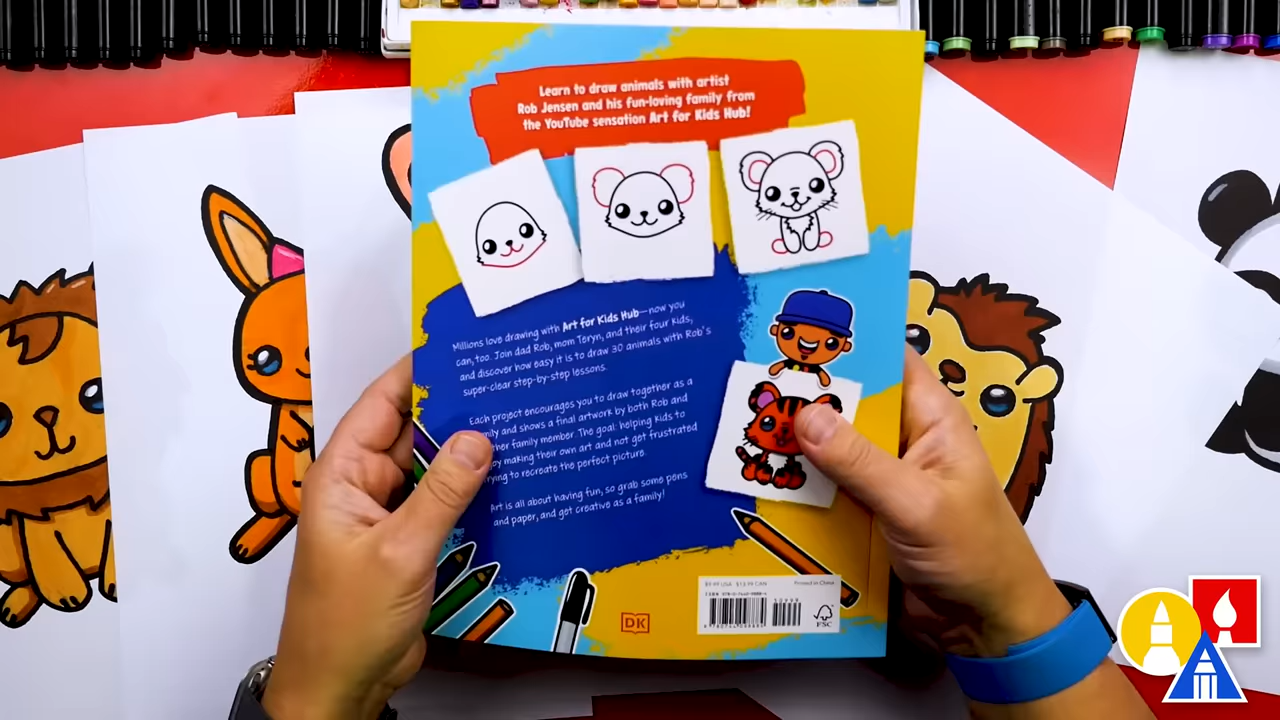 Learn to draw animals with artist
Rob Jensen and his fun-loving family from
the YouTube sensation Art for Kids Hub!
Millions love drawing with Art for Kids Hub—now you
can, too. Join dad Rob, mom Teryn, and their four kids,
and discover how easy it is to draw 30 animals with Rob's
super-clear step-by-step lessons.
Each project encourages you to draw together as a
and shows a final artwork by both Rob and
family member. The goal: helping kids to
making their own art and not get frustrated
trying to recreate the perfect picture.
Art is all about having fun, so grab some pens
and paper, and get creative as a family!
$9.99 USA $13.99 CAN
Printed in China
DK
FSC